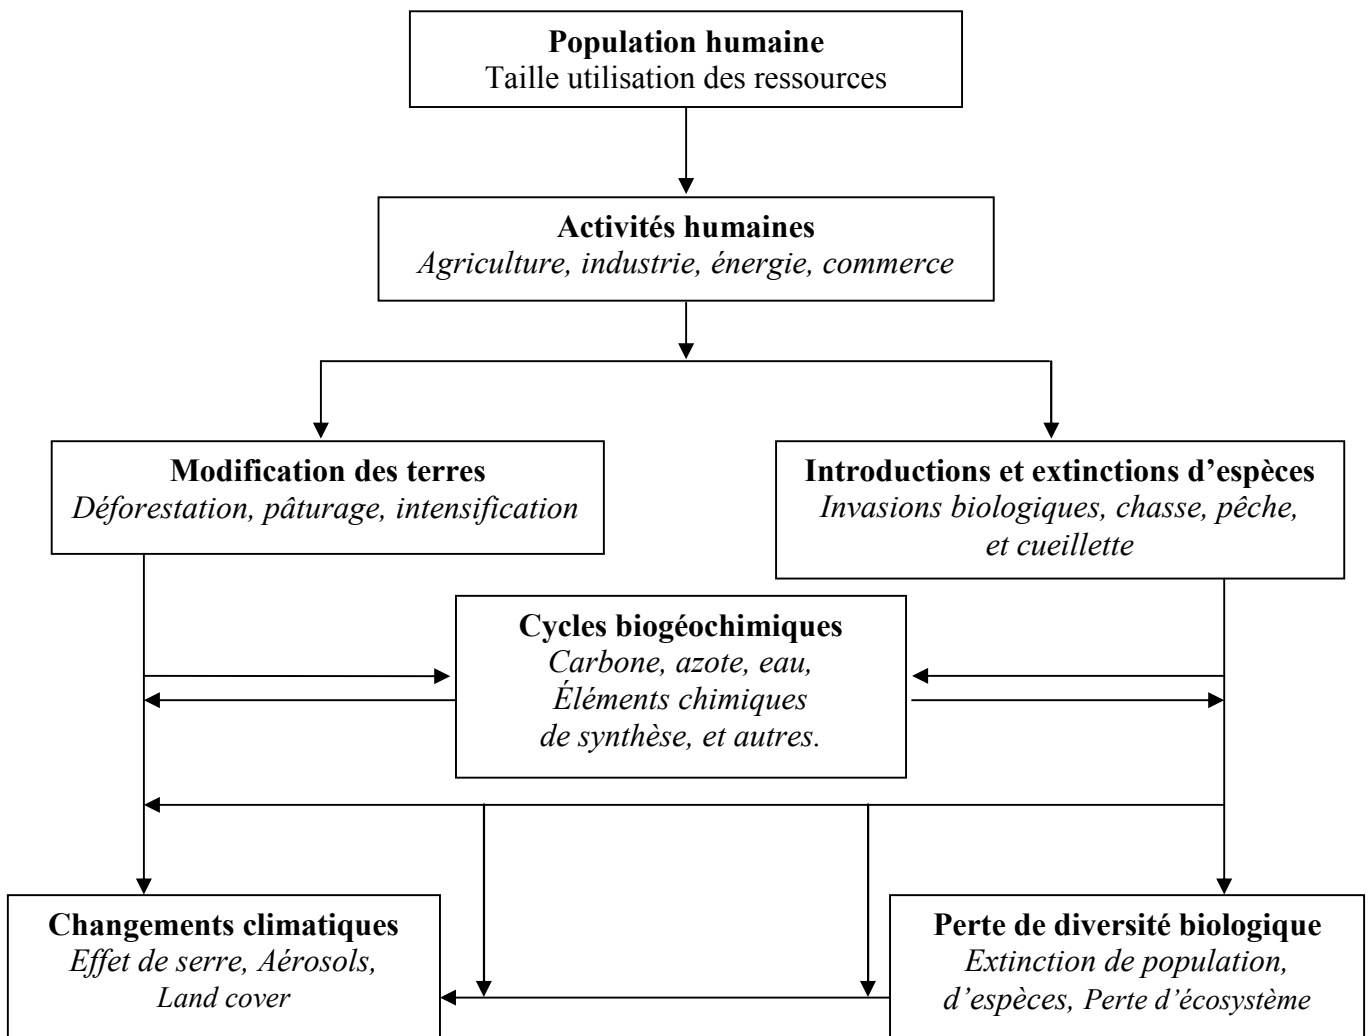 Population humaine
Taille utilisation des ressources
Activités humaines
Agriculture, industrie, énergie, commerce
Modification des terres
Déforestation, pâturage, intensification
Introductions et extinctions d’espèces
Invasions biologiques, chasse, pêche,
et cueillette
Cycles biogéochimiques
Carbone, azote, eau,
Éléments chimiques
de synthèse, et autres.
Changements climatiques
Effet de serre, Aérosols,
Land cover
Perte de diversité biologique
Extinction de population,
d’espèces, Perte d’écosystème